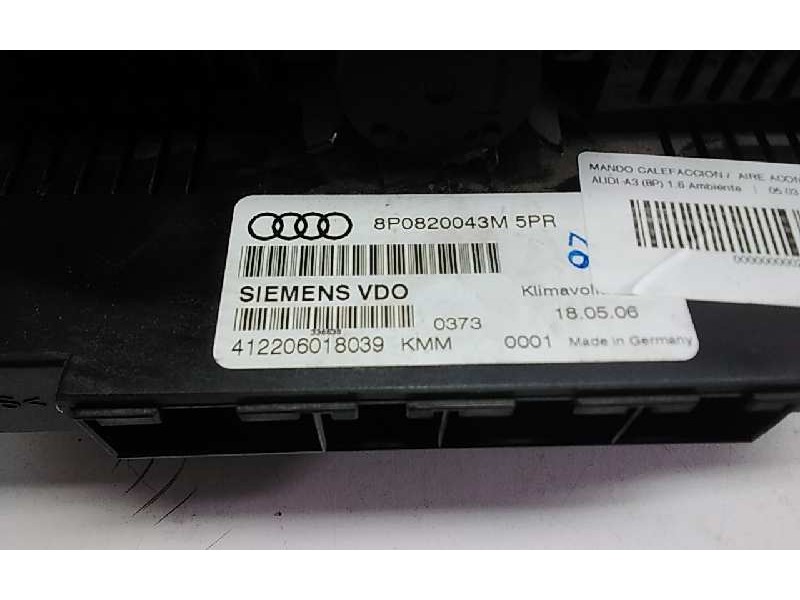 MANDO CALEFACCION / AIRE ACON
AUDI-A3 (8P) 1.6 Ambiente | 05.03
8P0820043M 5PR
07
SIEMENS VDO
Klimavoll
0373
18.05.06
412206018039 KMM 0001 Made in Germany